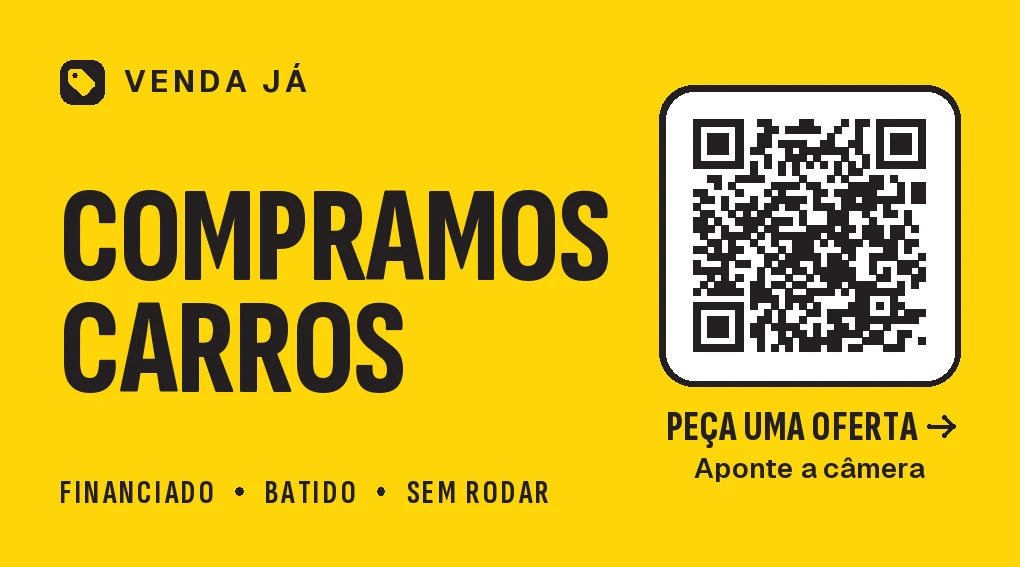 VENDA JÁ
COMPRAMOS
CARROS
FINANCIADO • BATIDO • SEM RODAR
PEÇA UMA OFERTA →
Aponte a câmera